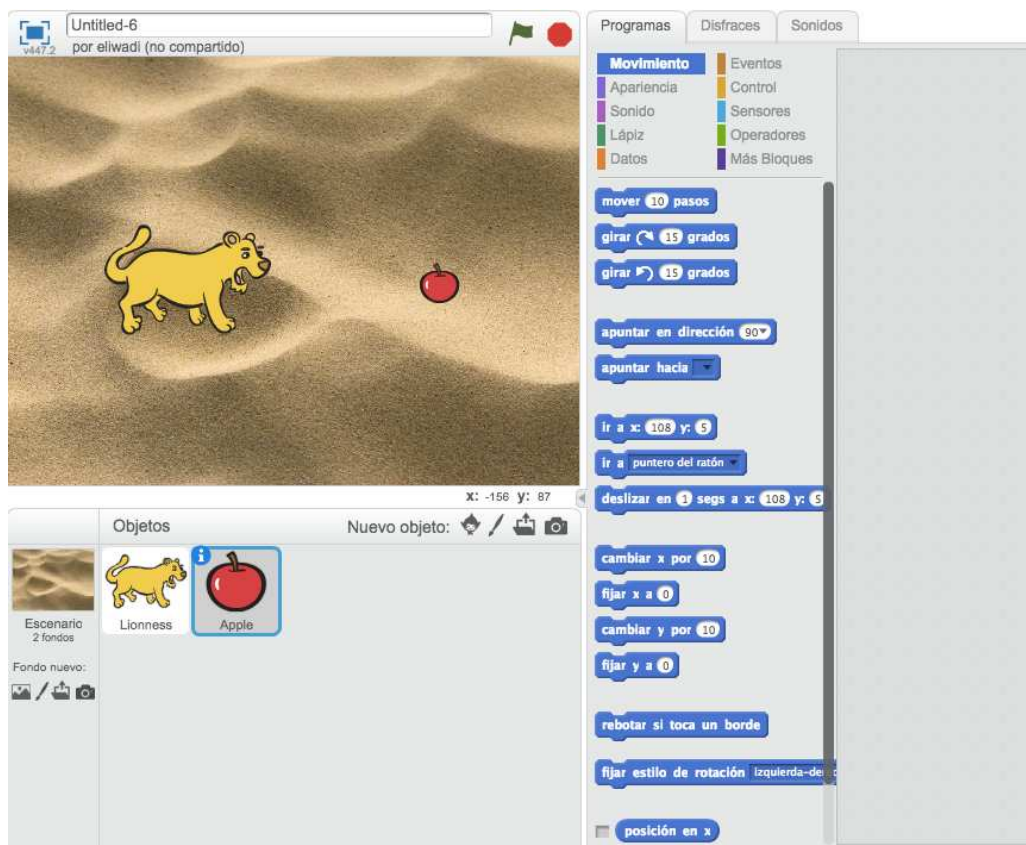 Untitled-6
v447.2
por eliwadi (no compartido)
Programas Disfraces Sonidos
Movimiento Eventos
Apariencia Control
Sonido Sensores
Lápiz Operadores
Datos Más Bloques
mover 10 pasos
girar 15 grados
girar 15 grados
apuntar en dirección 90
apuntar hacia
ir a x: 108 y: 5
ir a puntero del ratón
deslizar en 1 segs a x: 108 y: 5
cambiar x por 10
fijar x a 0
cambiar y por 10
fijar y a 0
rebotar si toca un borde
fijar estilo de rotación
posición en x
x: -156 y: 87
Objetos Nuevo objeto:
Escenario
2 fondos
Fondo nuevo:
i
Lionness Apple